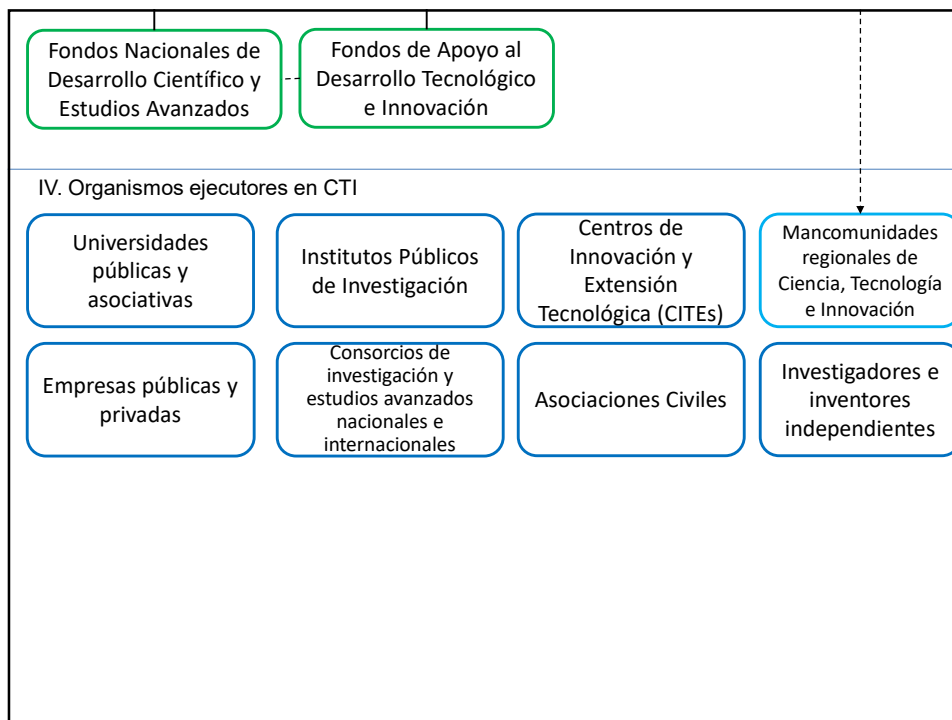 Fondos Nacionales de
Desarrollo Científico y
Estudios Avanzados
Fondos de Apoyo al
Desarrollo Tecnológico
e Innovación
IV. Organismos ejecutores en CTI
Universidades
públicas y
asociativas
Institutos Públicos
de Investigación
Centros de
Innovación y
Extensión
Tecnológica (CITEs)
Mancomunidades
regionales de
Ciencia, Tecnología
e Innovación
Empresas públicas y
privadas
Consorcios de
investigación y
estudios avanzados
nacionales e
internacionales
Asociaciones Civiles
Investigadores e
inventores
independientes